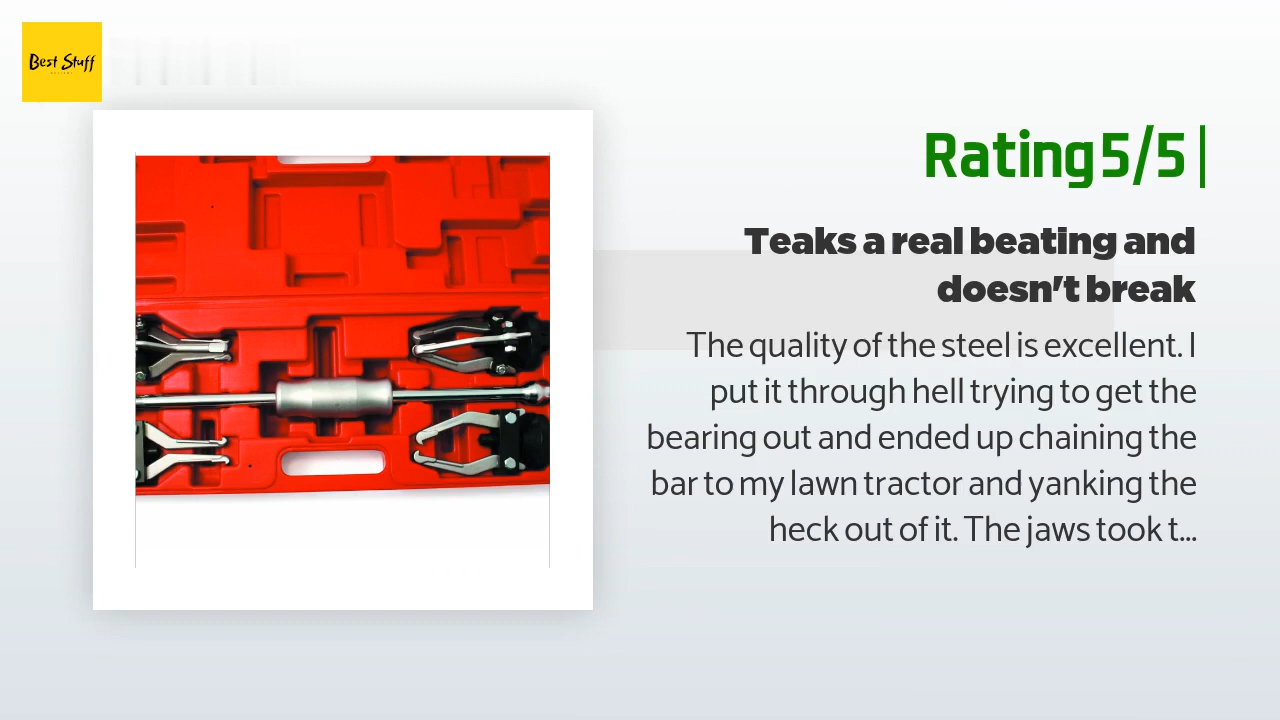 Best Stuff
Rating 5/5 |
Teaks a real beating and
doesn't break
The quality of the steel is excellent. I
put it through hell trying to get the
bearing out and ended up chaining the
bar to my lawn tractor and yanking the
heck out of it. The jaws took t...